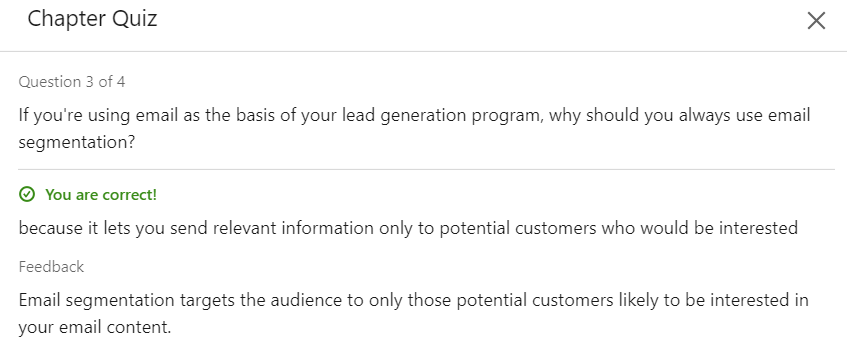 Chapter Quiz
Question 3 of 4
If you're using email as the basis of your lead generation program, why should you always use email
segmentation?
You are correct!
because it lets you send relevant information only to potential customers who would be interested
Feedback
Email segmentation targets the audience to only those potential customers likely to be interested in
your email content.